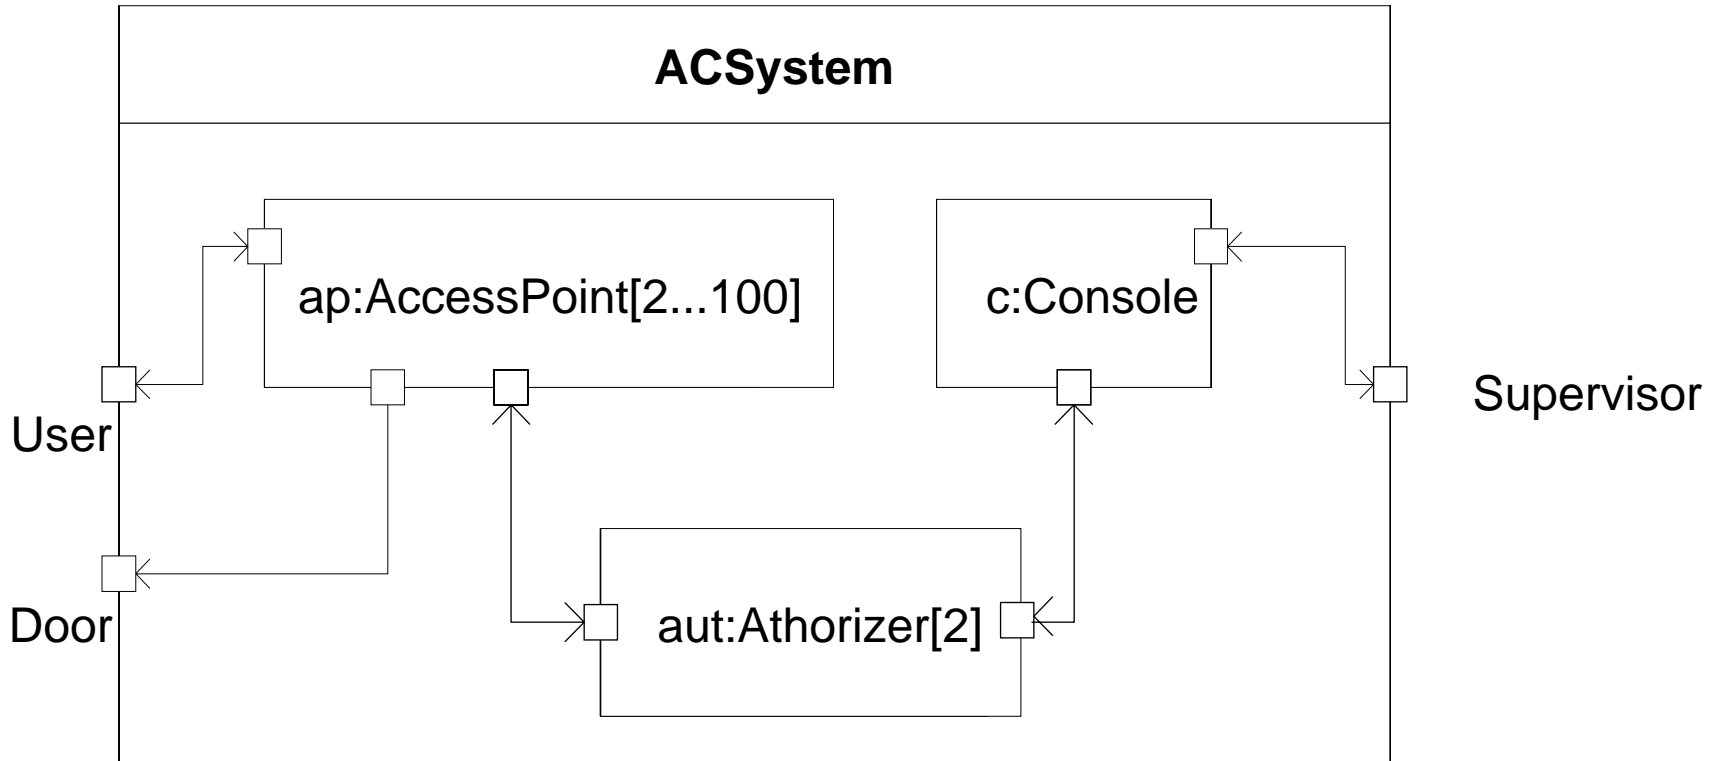 ACSystem
ap:AccessPoint[2...100]
c:Console
User
Supervisor
Door
aut:Athorizer[2]